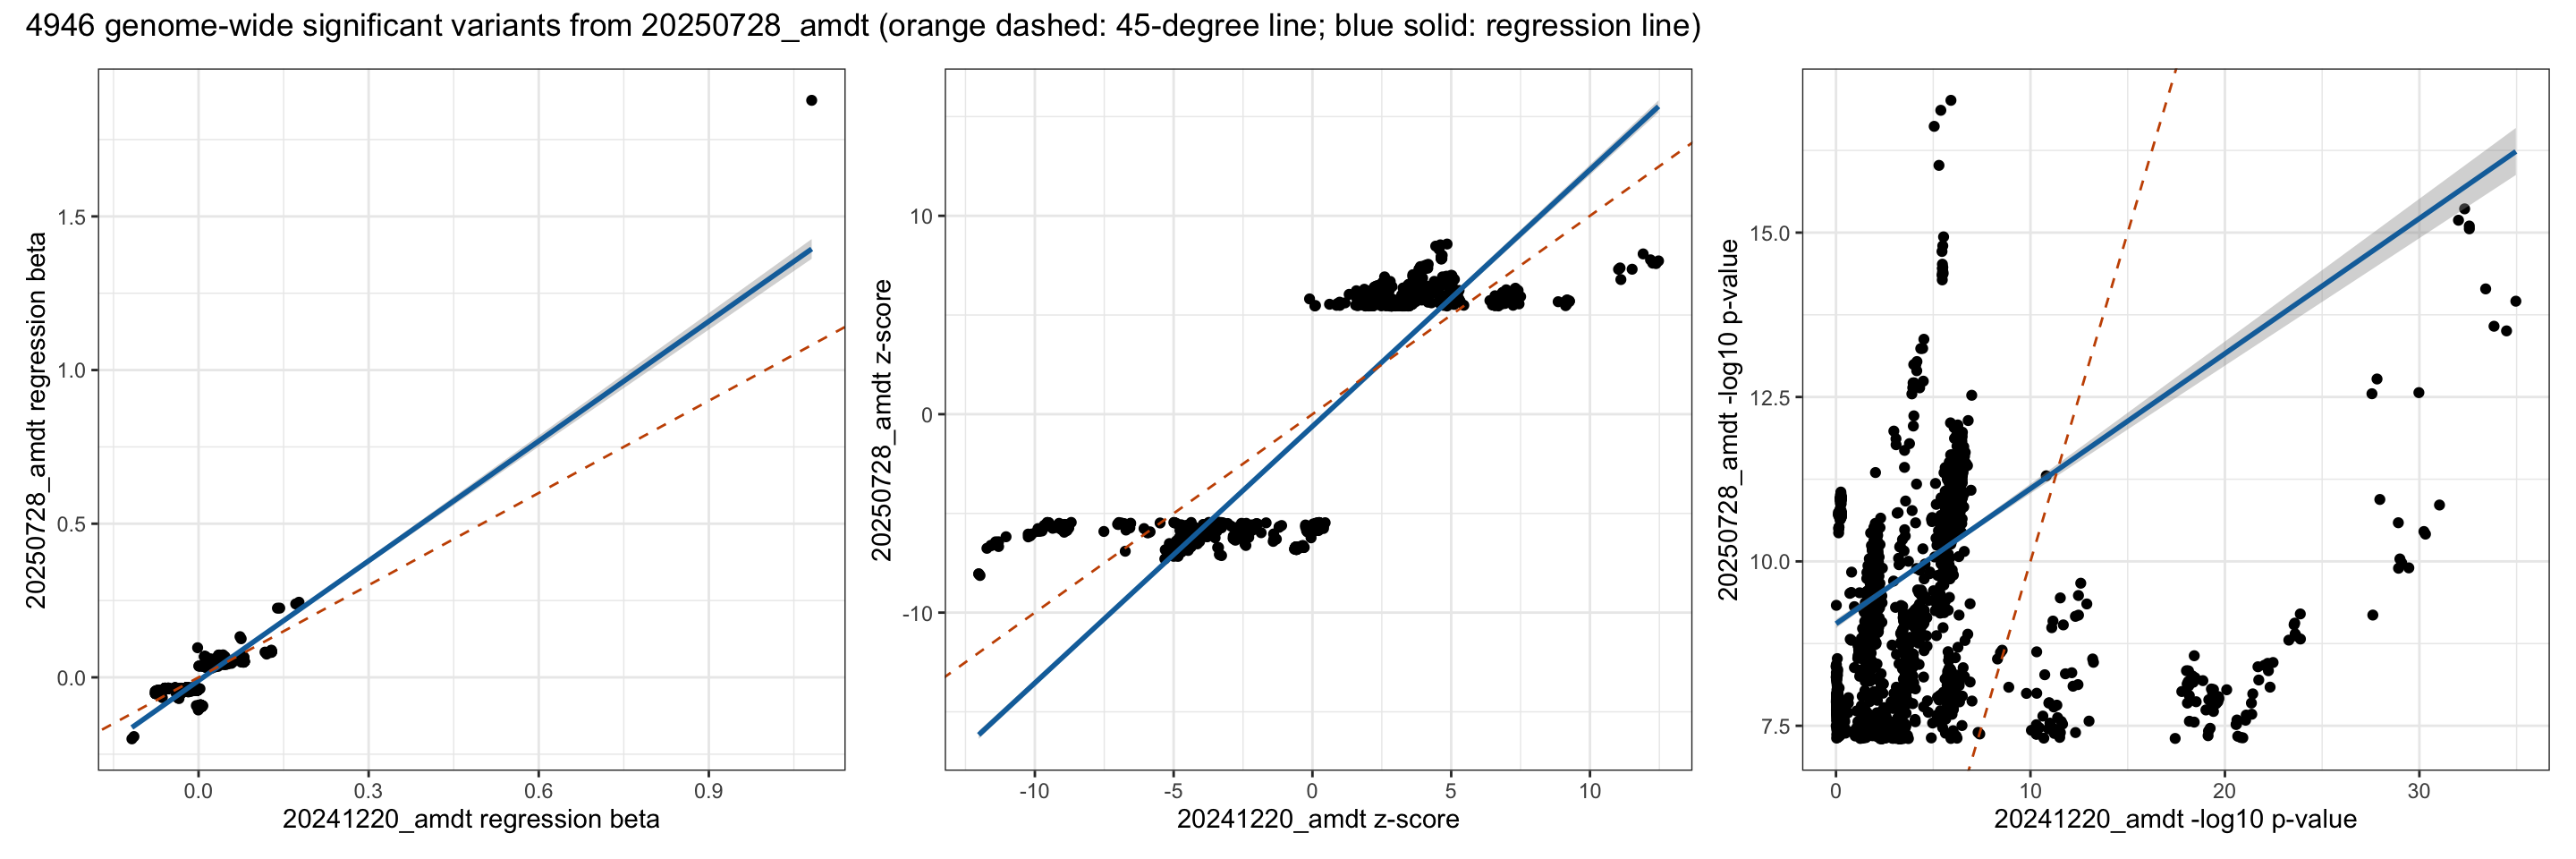 4946 genome-wide significant variants from 20250728_amdt (orange dashed: 45-degree line; blue solid: regression line)
20250728_amdt regression beta
1.5
1.0
0.5
0.0
0.0 0.3 0.6 0.9
20241220_amdt regression beta
20250728_amdt z-score
10
0
-10
-10 -5 0 5 10
20241220_amdt z-score
20250728_amdt -log10 p-value
15.0
12.5
10.0
7.5
0 10 20 30
20241220_amdt -log10 p-value